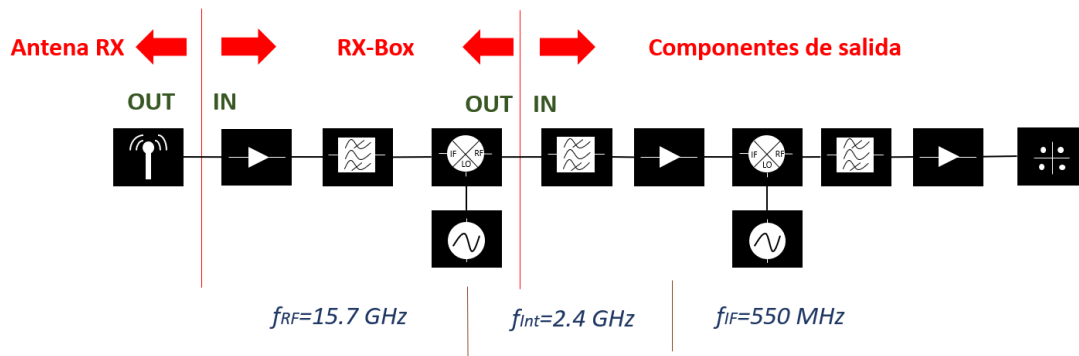 Antena RX
RX-Box
Componentes de salida
OUT
IN
OUT
IN
IF
RF
LO
IF
RF
LO
fRF=15.7 GHz
fInt=2.4 GHz
fIF=550 MHz